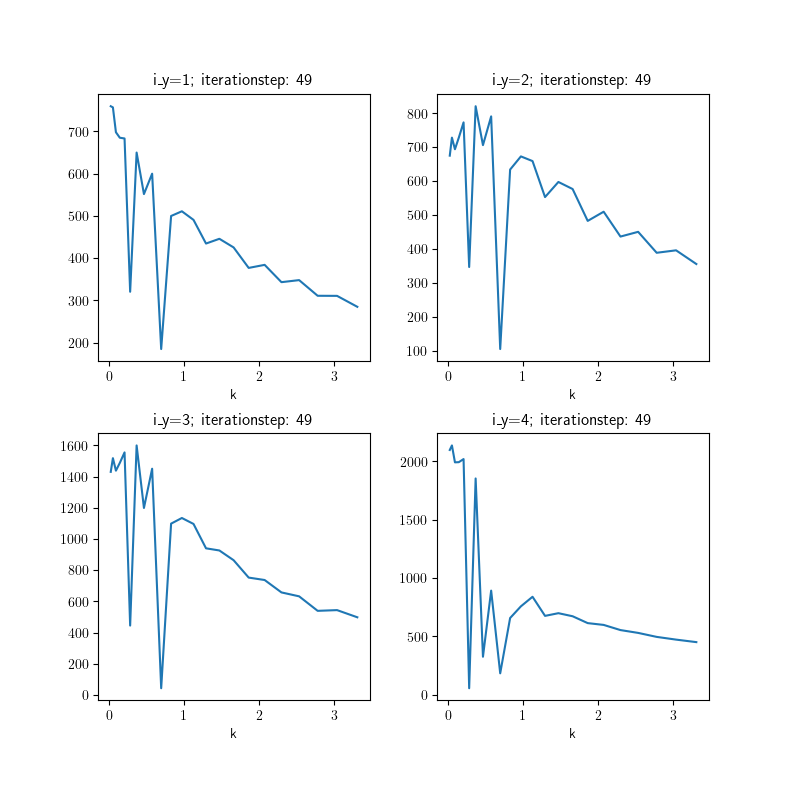 i_y=1; iterationstep: 49
i_y=2; iterationstep: 49
700
600
500
400
300
200
0 1 2 3
k
800
700
600
500
400
300
200
100
0 1 2 3
k
i_y=3; iterationstep: 49
i_y=4; iterationstep: 49
1600
1400
1200
1000
800
600
400
200
0
0 1 2 3
k
2000
1500
1000
500
0
0 1 2 3
k